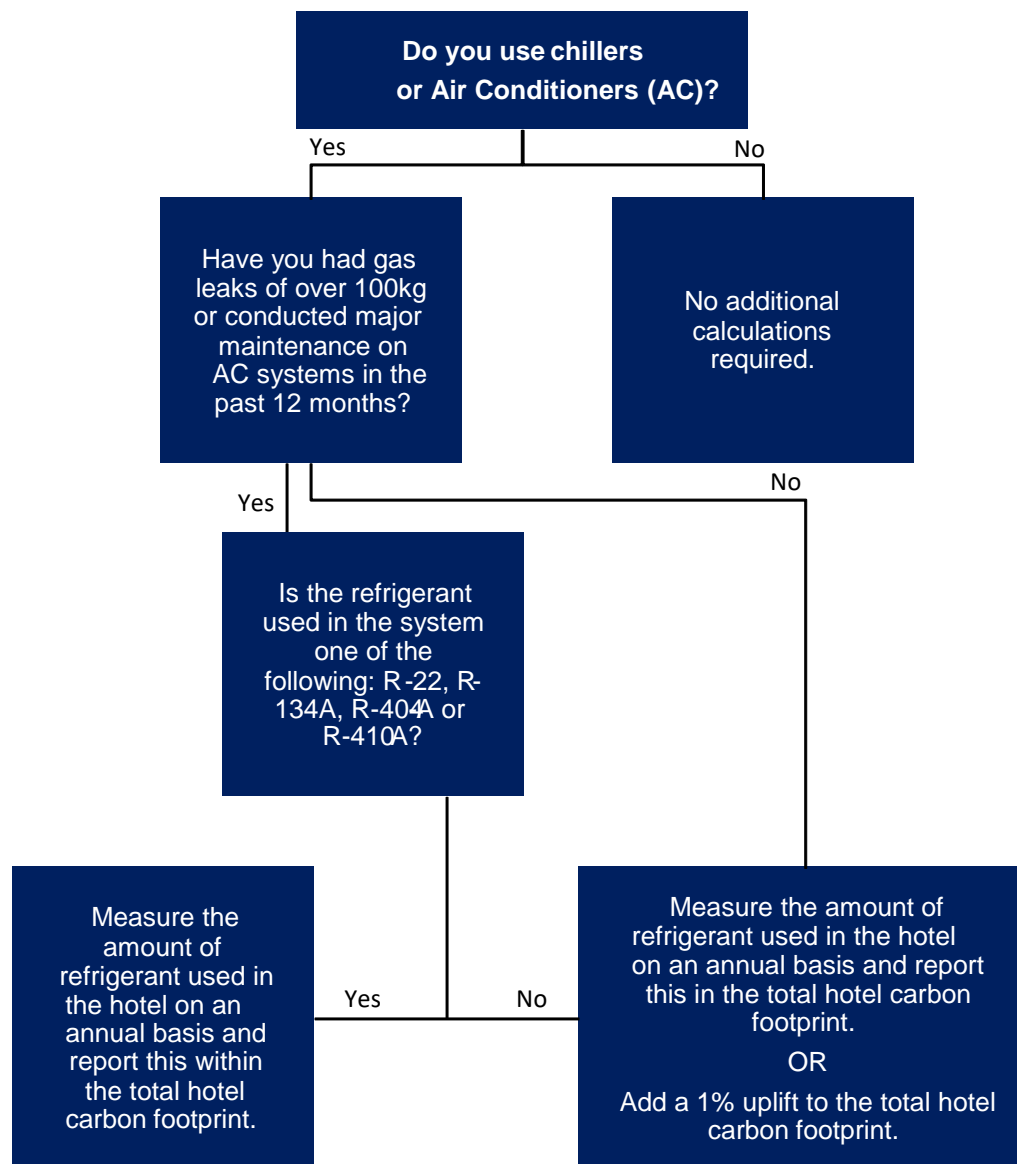 Do you use chillers
or Air Conditioners (AC)?
Yes
No
Have you had gas
leaks of over 100kg
or conducted major
maintenance on
AC systems in the
past 12 months?
No additional
calculations
required.
Yes
No
Is the refrigerant
used in the system
one of the
following: R-22, R-
134A, R-404A or
R-410A?
Measure the
amount of
refrigerant used in
the hotel on an
annual basis and
report this within
the total hotel
carbon footprint.
Yes
No
Measure the amount of
refrigerant used in the hotel
on an annual basis and report
this in the total hotel carbon
footprint.
OR
Add a 1% uplift to the total hotel
carbon footprint.